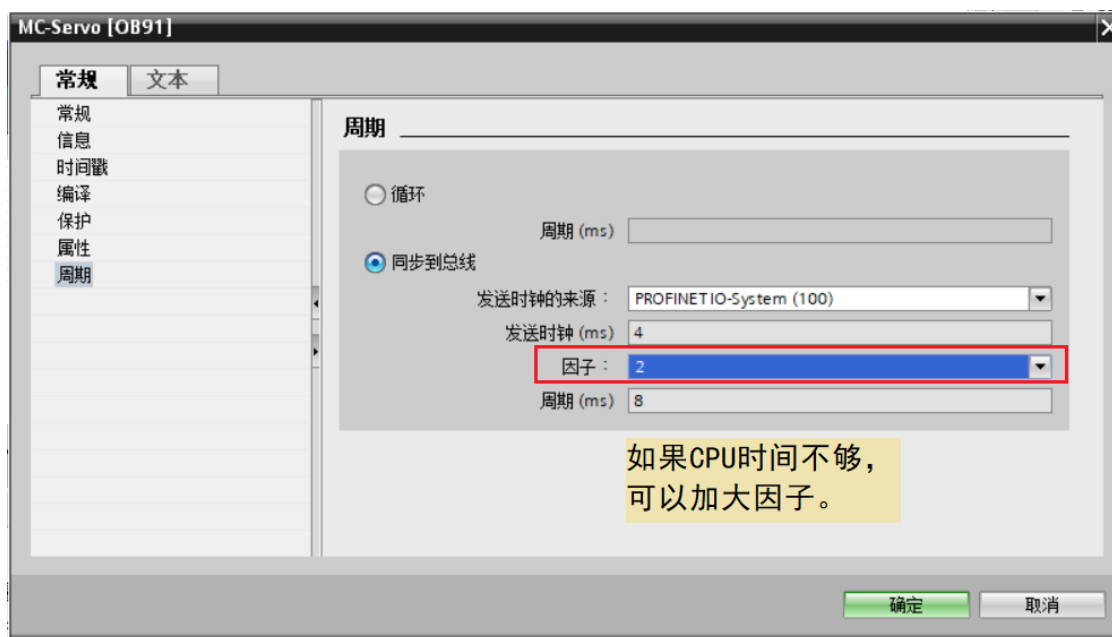 MC-Servo [OB91]
常规
文本
常规
信息
时间戳
编译
保护
属性
周期
周期
循环
周期 (ms)
同步到总线
发送时钟的来源： PROFINET IO-System (100)
发送时钟 (ms) 4
因子： 2
周期 (ms) 8
如果CPU时间不够，
可以加大因子。
确定
取消